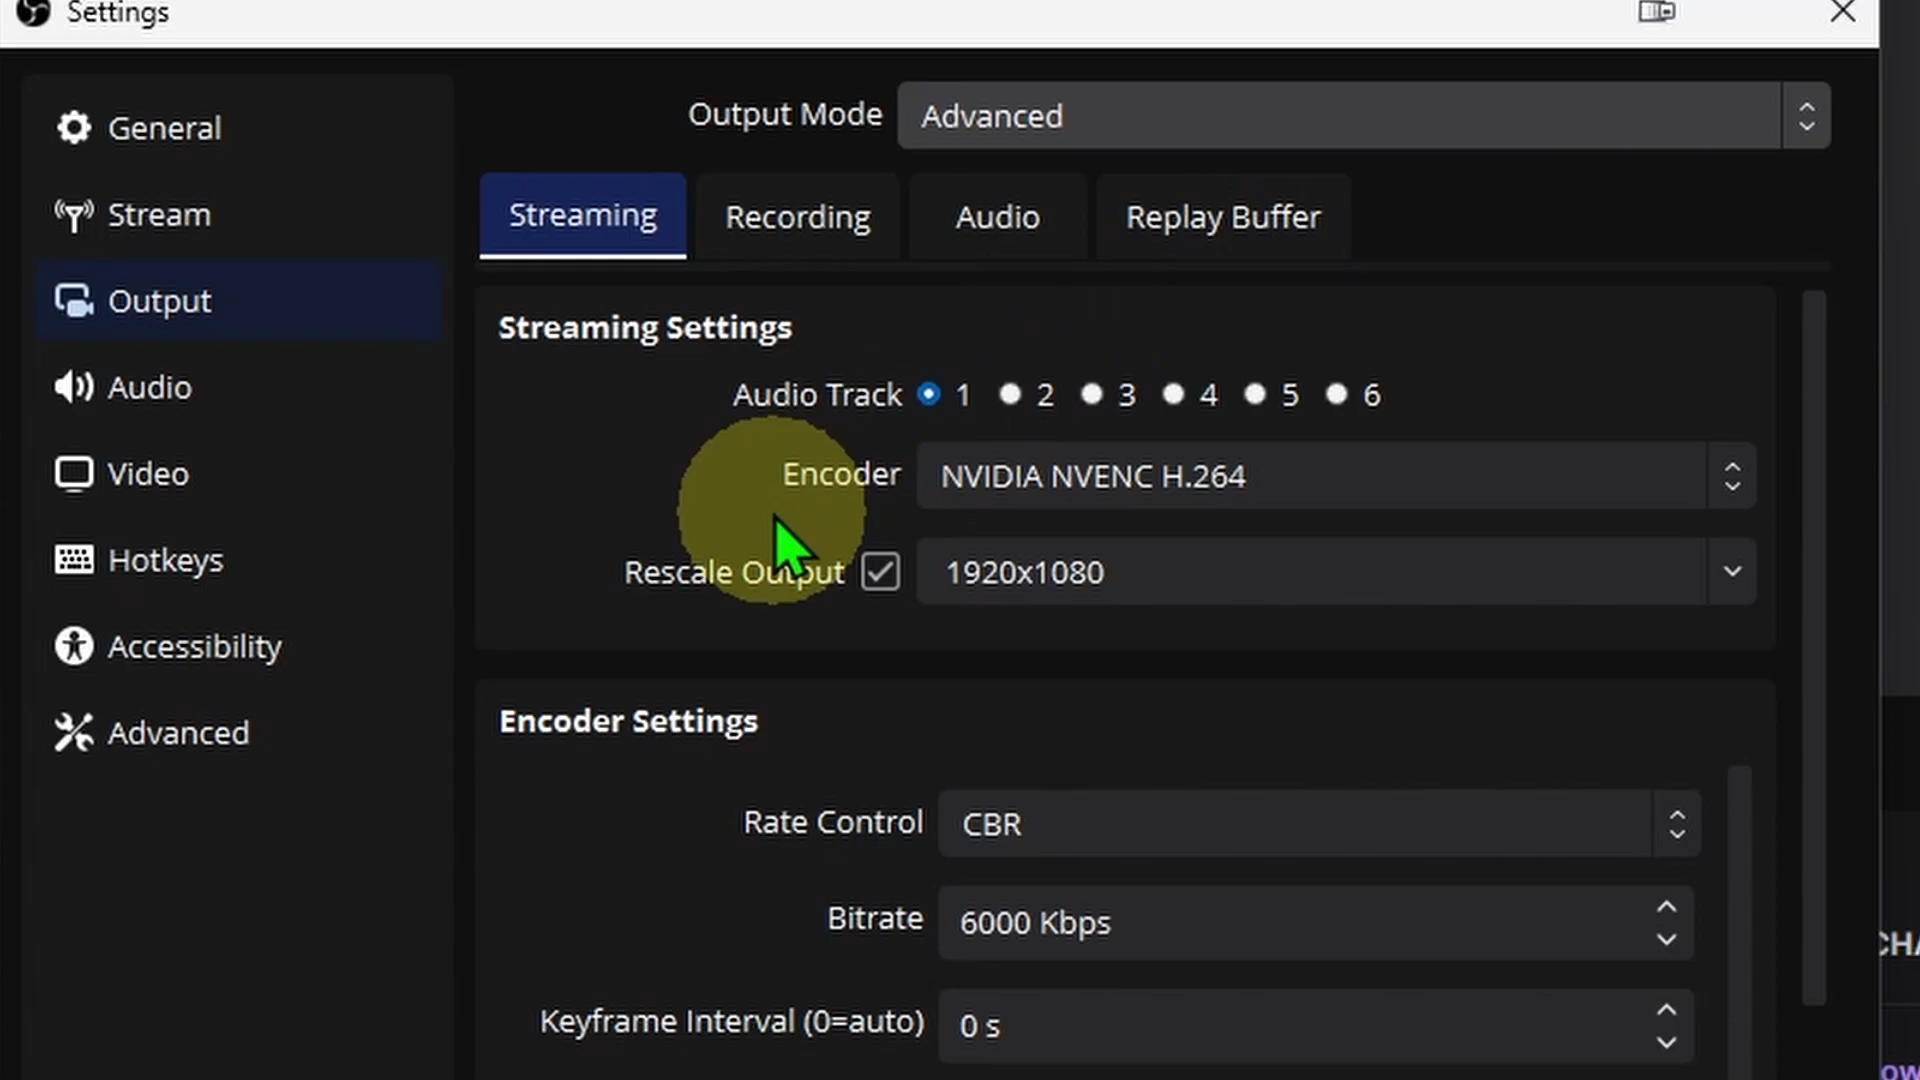 Settings
General
Stream
Output
Audio
Video
Hotkeys
Accessibility
Advanced
Output Mode Advanced
Streaming Recording Audio Replay Buffer
Streaming Settings
Audio Track 1 2 3 4 5 6
Encoder NVIDIA NVENC H.264
Rescale Output 1920x1080
Encoder Settings
Rate Control CBR
Bitrate 6000 Kbps
Keyframe Interval (0=auto) 0 s